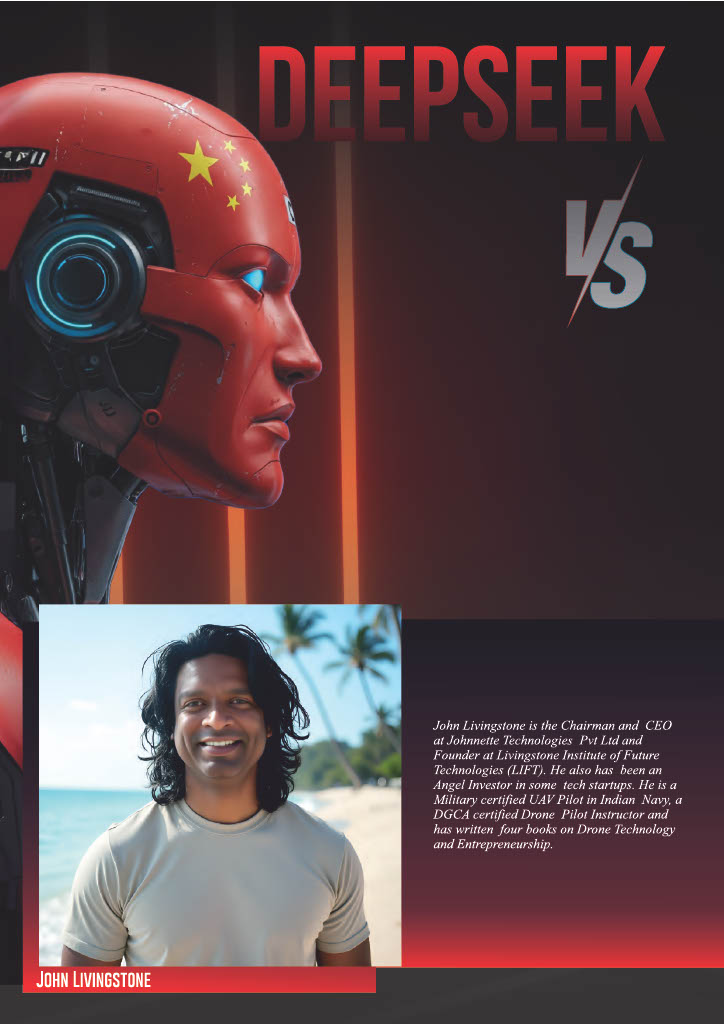 DEEPSEEK
VS
John Livingstone is the Chairman and CEO
at Johnnette Technologies Pvt Ltd and
Founder at Livingstone Institute of Future
Technologies (LIFT). He also has been an
Angel Investor in some tech startups. He is a
Military certified UAV Pilot in Indian Navy, a
DGCA certified Drone Pilot Instructor and
has written four books on Drone Technology
and Entrepreneurship.
John Livingstone